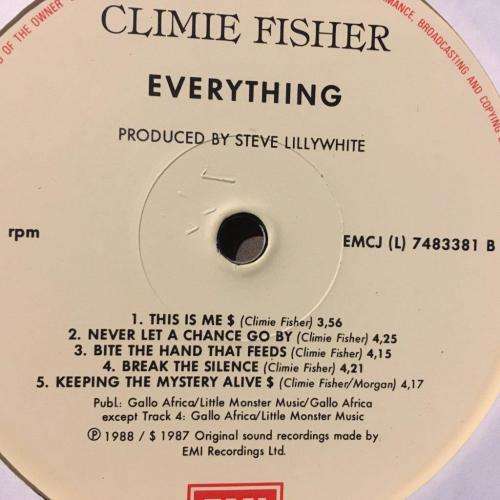 S OF THE OWNER
MANCE, BROADCASTING AND COPYING
CLIMIE FISHER
EVERYTHING
PRODUCED BY STEVE LILLYWHITE
rpm
EMCJ (L) 7483381 B
1. THIS IS ME $ (Climie Fisher) 3,56
2. NEVER LET A CHANCE GO BY (Climie Fisher) 4,25
3. BITE THE HAND THAT FEEDS (Climie Fisher) 4,15
4. BREAK THE SILENCE (Climie Fisher) 4,21
5. KEEPING THE MYSTERY ALIVE $ (Climie Fisher/Morgan) 4,17
Publ: Gallo Africa/Little Monster Music/Gallo Africa
except Track 4: Gallo Africa/Little Monster Music
℗ 1988 / $ 1987 Original sound recordings made by
EMI Recordings Ltd.
EMI